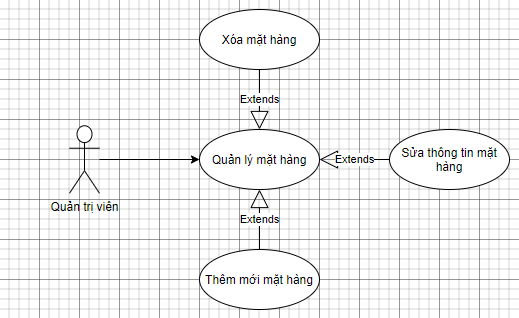 Xóa mặt hàng
Extends
Quản lý mặt hàng
Extends
Sửa thông tin mặt
hàng
Quản trị viên
Extends
Thêm mới mặt hàng